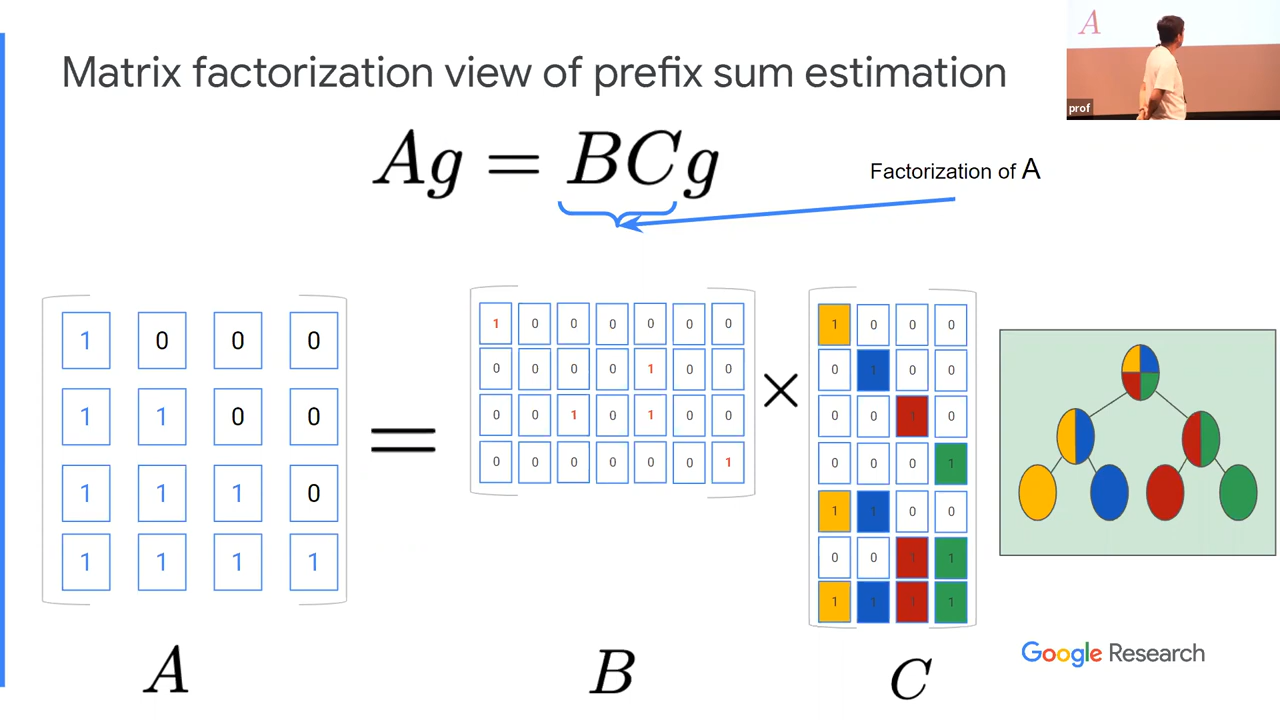 Matrix factorization view of prefix sum estimation
A
prof
Ag = BCg
Factorization of A
1 0 0 0
1 1 0 0
1 1 1 0
1 1 1 1
=
1 0 0 0 0 0 0
0 0 0 0 1 0 0
0 0 1 0 1 0 0
0 0 0 0 0 0 1
×
1 0 0 0
0 1 0 0
0 0 1 0
0 0 0 1
1 1 0 0
0 0 1 1
1 1 1 1
A
B
C
Google Research